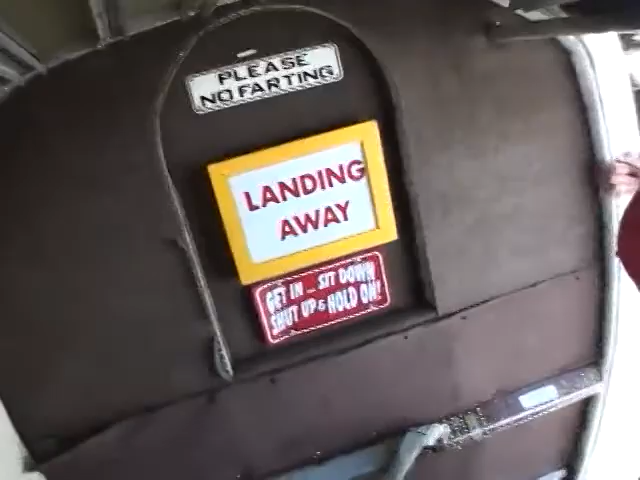 PLEASE
NO FARTING
LANDING
AWAY
GET IN _ SIT DOWN
SHUT UP & HOLD ON!